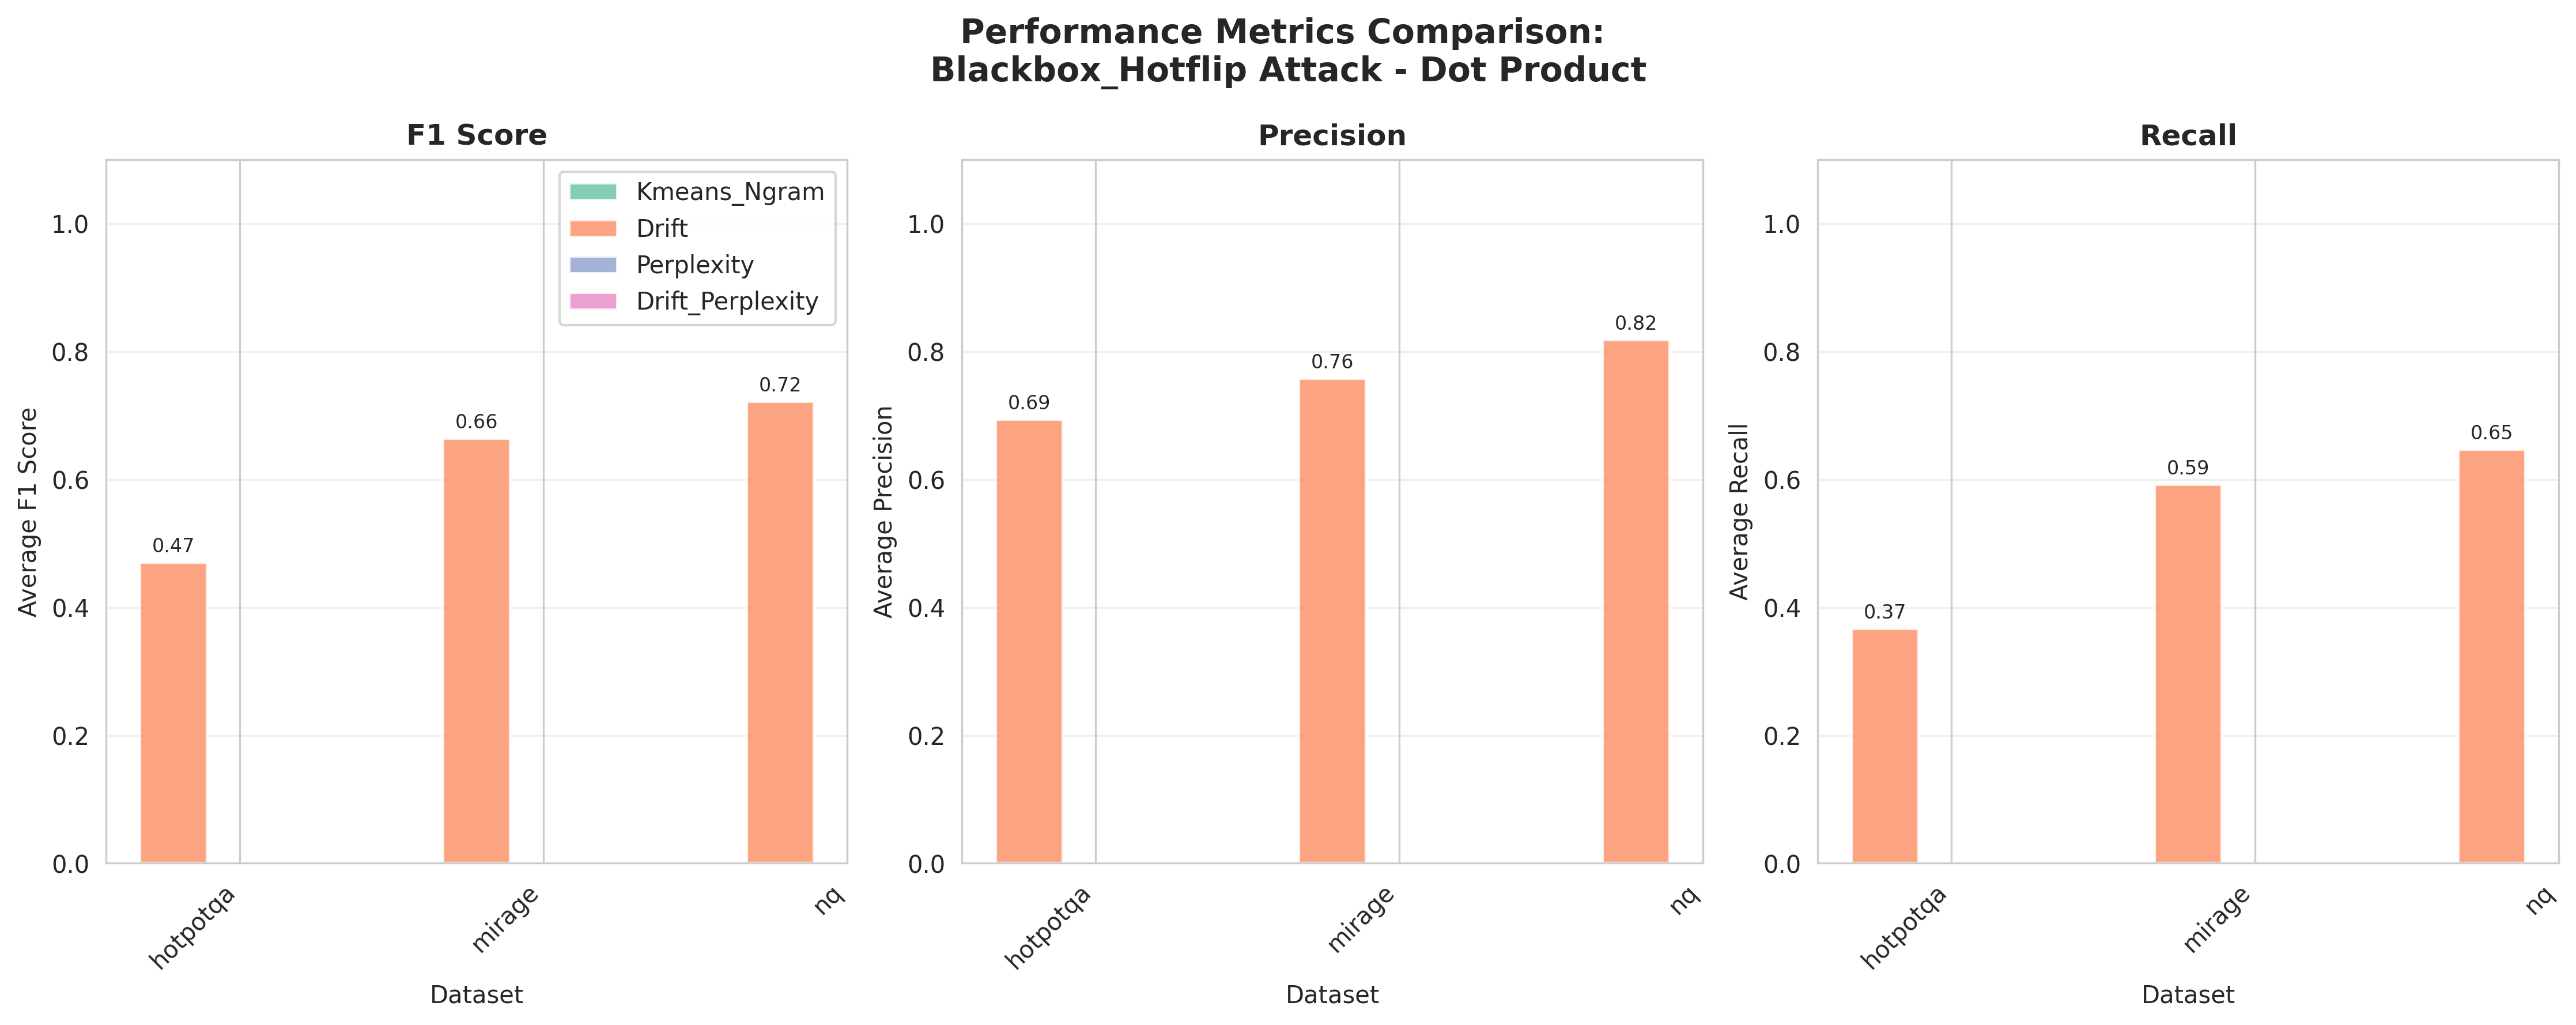 Performance Metrics Comparison:
Blackbox_Hotflip Attack - Dot Product
F1 Score
Average F1 Score
1.0
0.8
0.6
0.4
0.2
0.0
Kmeans_Ngram
Drift
Perplexity
Drift_Perplexity
0.47
0.66
0.72
hotpotqa
mirage
nq
Dataset
Precision
Average Precision
1.0
0.8
0.6
0.4
0.2
0.0
0.69
0.76
0.82
hotpotqa
mirage
nq
Dataset
Recall
Average Recall
1.0
0.8
0.6
0.4
0.2
0.0
0.37
0.59
0.65
hotpotqa
mirage
nq
Dataset